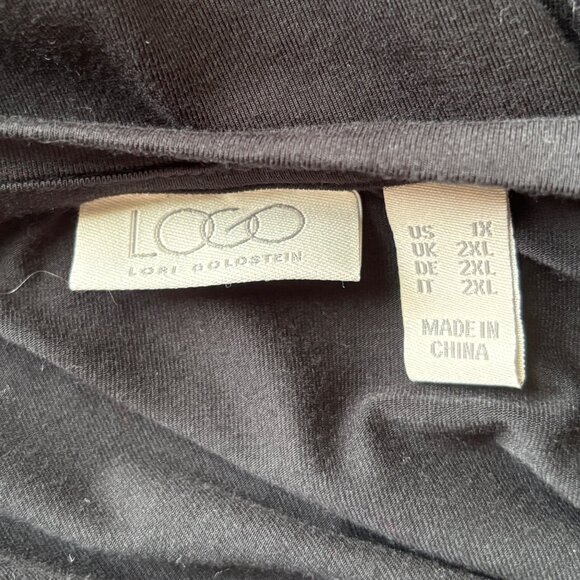 LOGO
LORI GOLDSTEIN
US 1X
UK 2XL
DE 2XL
IT 2XL
MADE IN
CHINA